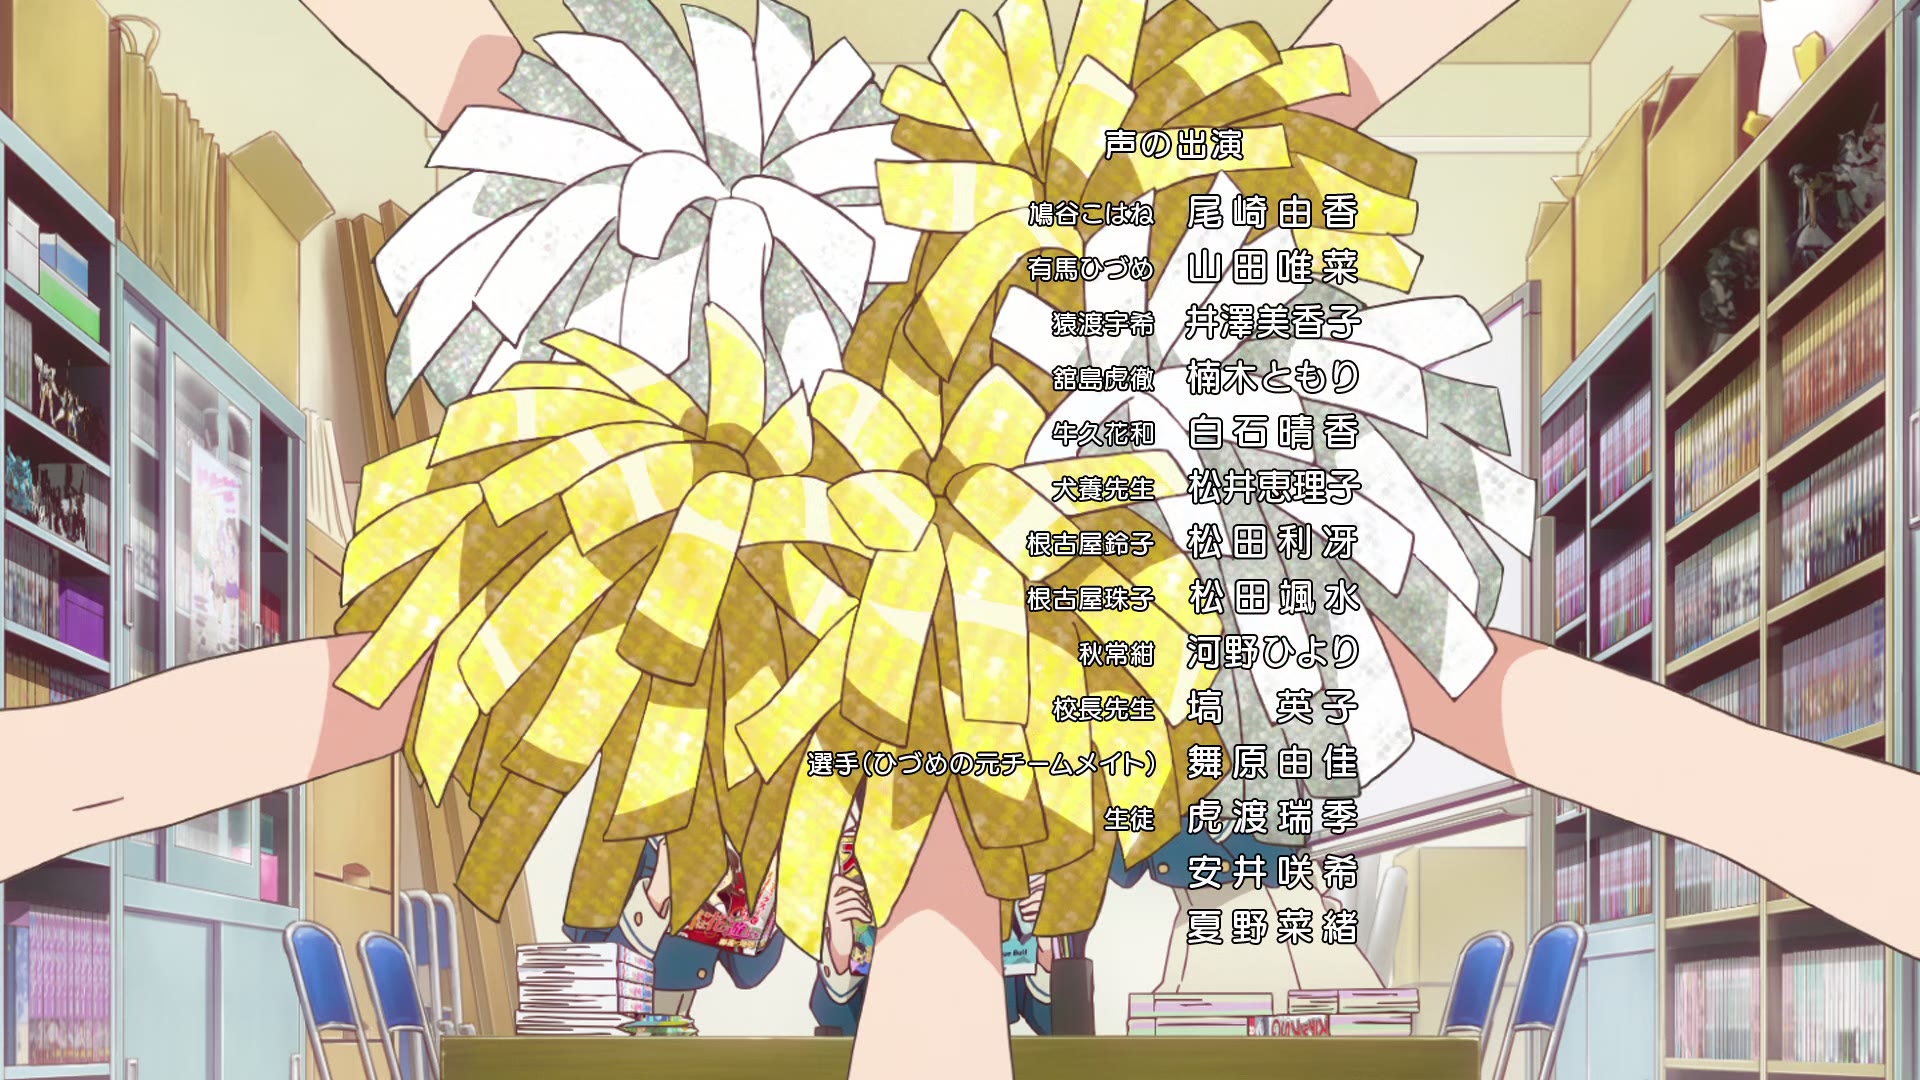 声の出演
鳩谷こはね 尾崎由香
有馬ひづめ 山田唯菜
猿渡宇希 井澤美香子
舘島虎徹 楠木ともり
牛久花和 白石晴香
犬養先生 松井恵理子
根古屋鈴子 松田利冴
根古屋珠子 松田颯水
秋常紺 河野ひより
校長先生 塙 英子
選手(ひづめの元チームメイト) 舞原由佳
生徒 虎渡瑞季
安井咲希
夏野菜緒